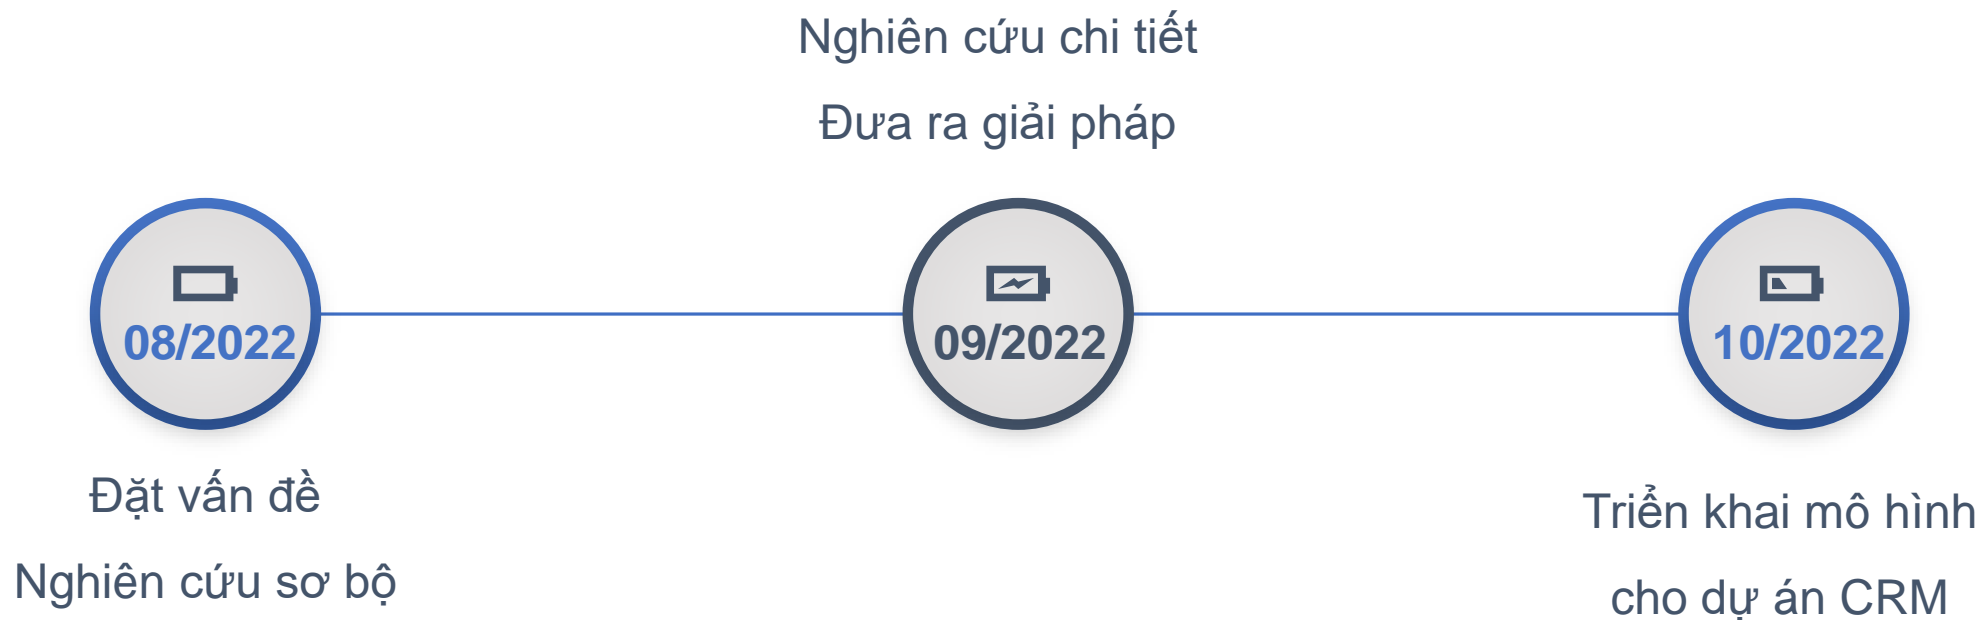 Nghiên cứu chi tiết
Đưa ra giải pháp
08/2022
09/2022
10/2022
Đặt vấn đề
Nghiên cứu sơ bộ
Triển khai mô hình
cho dự án CRM